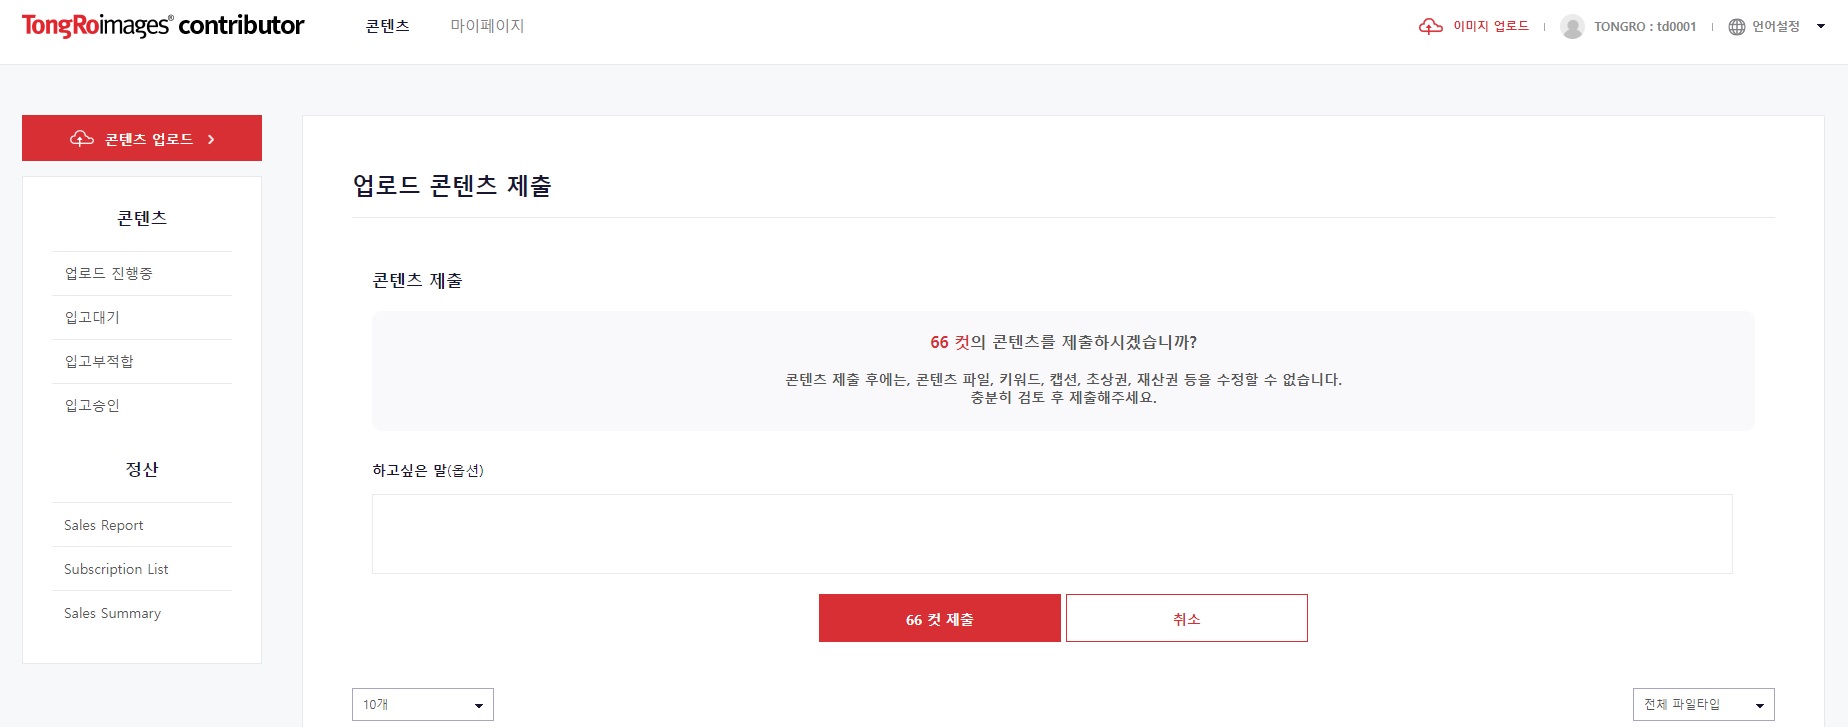 TongRoimages® contributor
콘텐츠
마이페이지
이미지 업로드
TONGRO : td0001
언어설정
콘텐츠 업로드
콘텐츠
업로드 진행중
입고대기
입고부적합
입고승인
정산
Sales Report
Subscription List
Sales Summary
업로드 콘텐츠 제출
콘텐츠 제출
66 컷의 콘텐츠를 제출하시겠습니까?
콘텐츠 제출 후에는, 콘텐츠 파일, 키워드, 캡션, 초상권, 재산권 등을 수정할 수 없습니다.
충분히 검토 후 제출해주세요.
하고싶은 말(옵션)
66 컷 제출
취소
10개
전체 파일타입